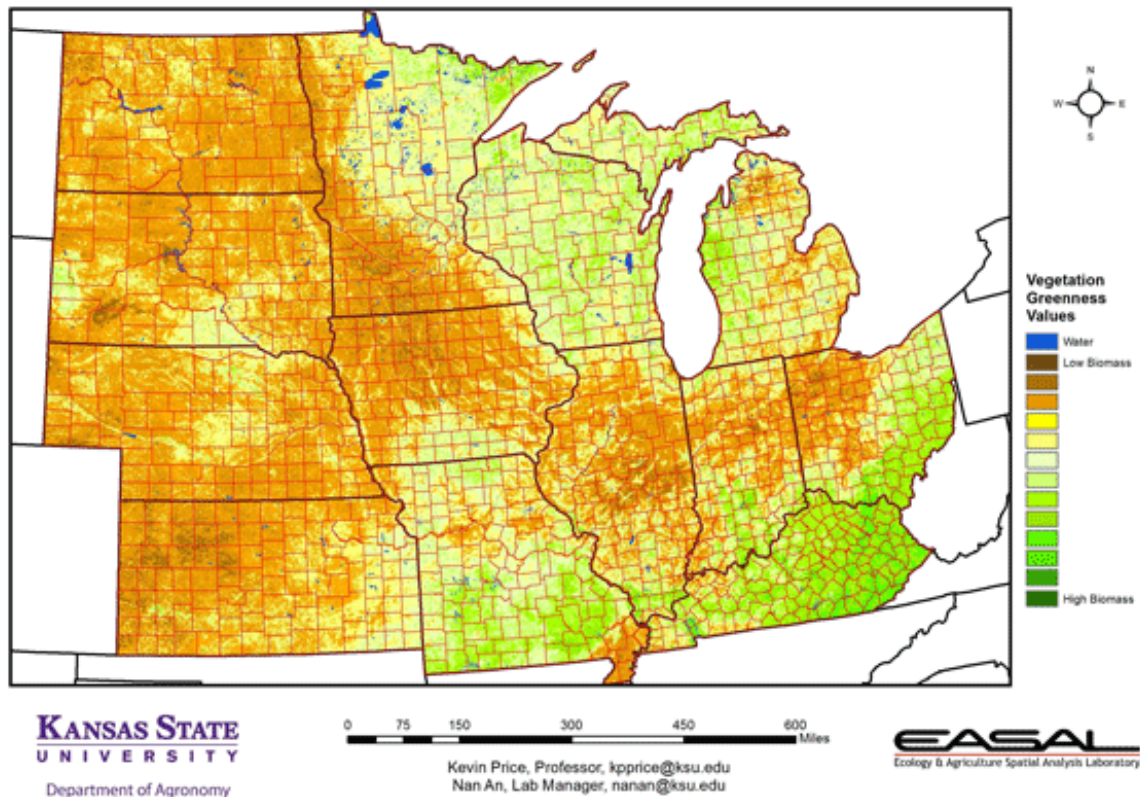 N
W
E
S
Vegetation
Greenness
Values
Water
Low Biomass
High Biomass
KANSAS STATE
UNIVERSITY
Department of Agronomy
0 75 150 300 450 600
Miles
Kevin Price, Professor, kpprice@ksu.edu
Nan An, Lab Manager, nanan@ksu.edu
EASAL
Ecology & Agriculture Spatial Analysis Laboratory